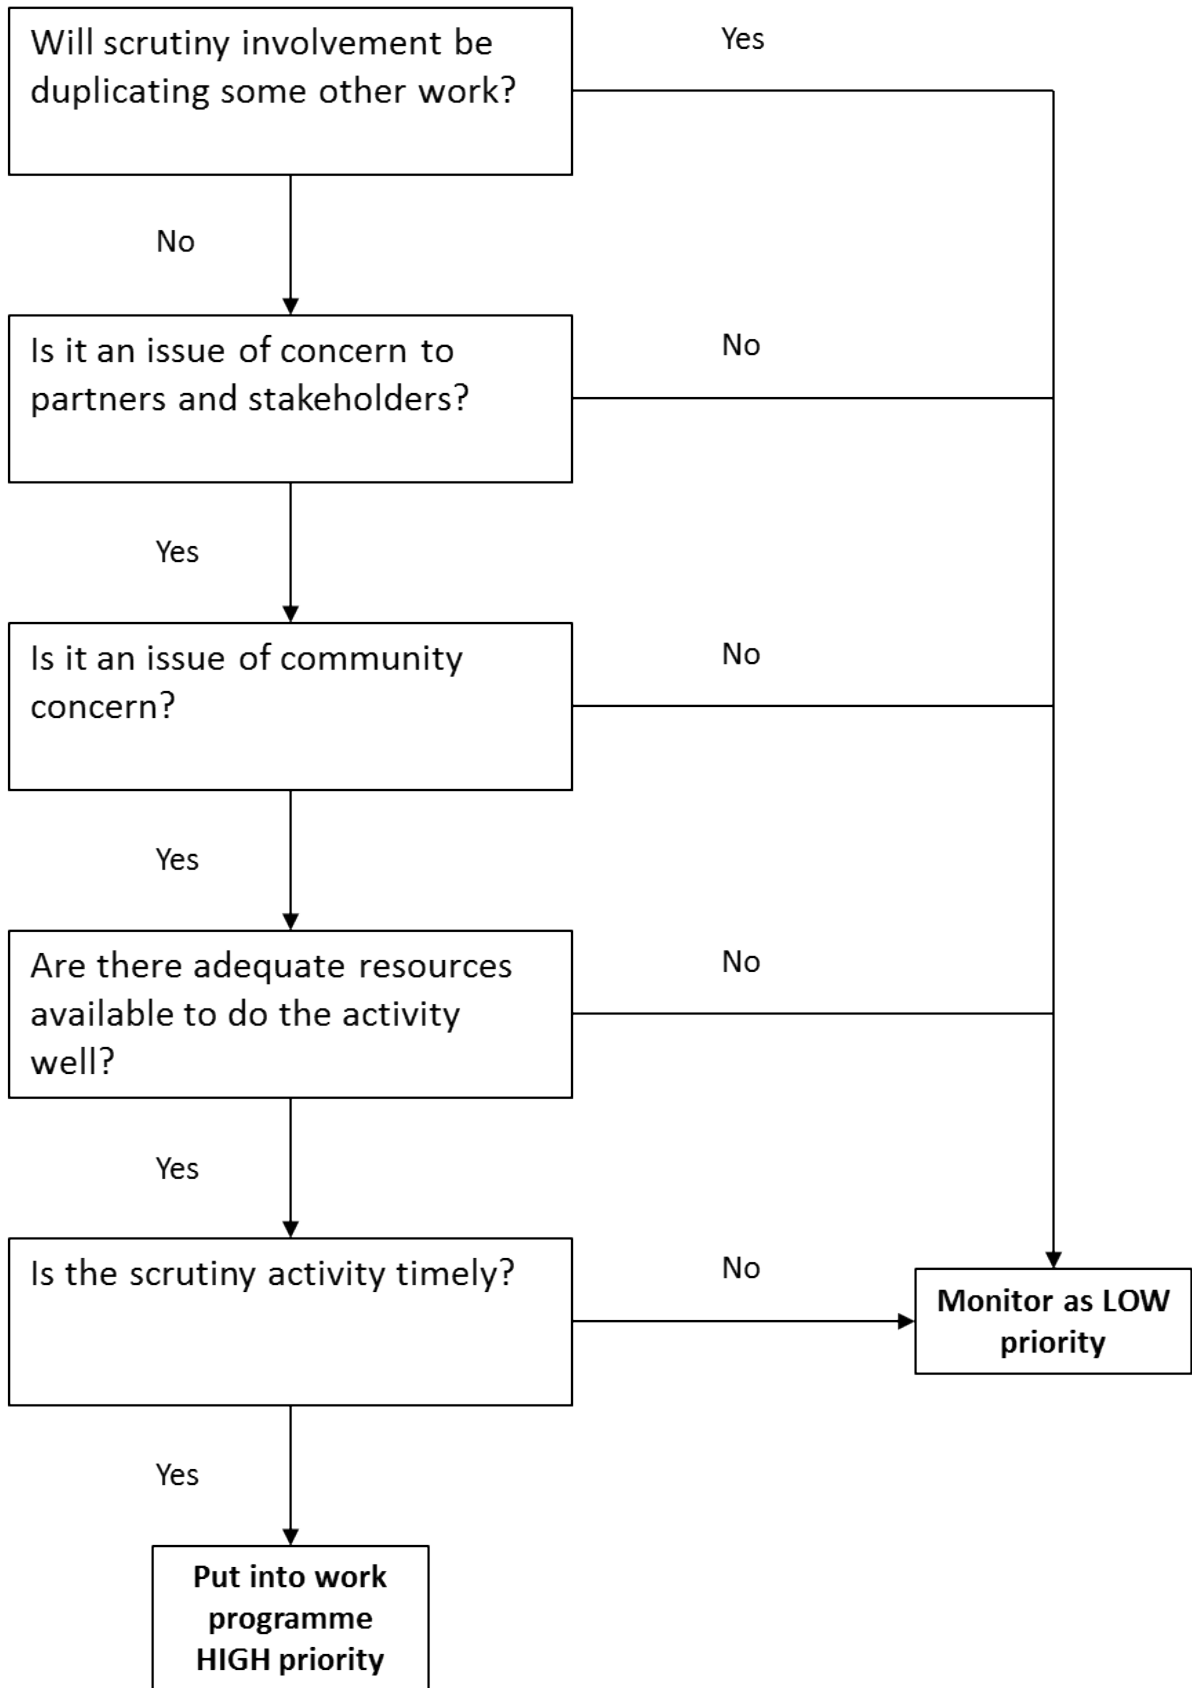 Will scrutiny involvement be
duplicating some other work?
Yes
No
Is it an issue of concern to
partners and stakeholders?
No
Yes
Is it an issue of community
concern?
No
Yes
Are there adequate resources
available to do the activity
well?
No
Yes
Is the scrutiny activity timely?
No
Monitor as LOW
priority
Yes
Put into work
programme
HIGH priority